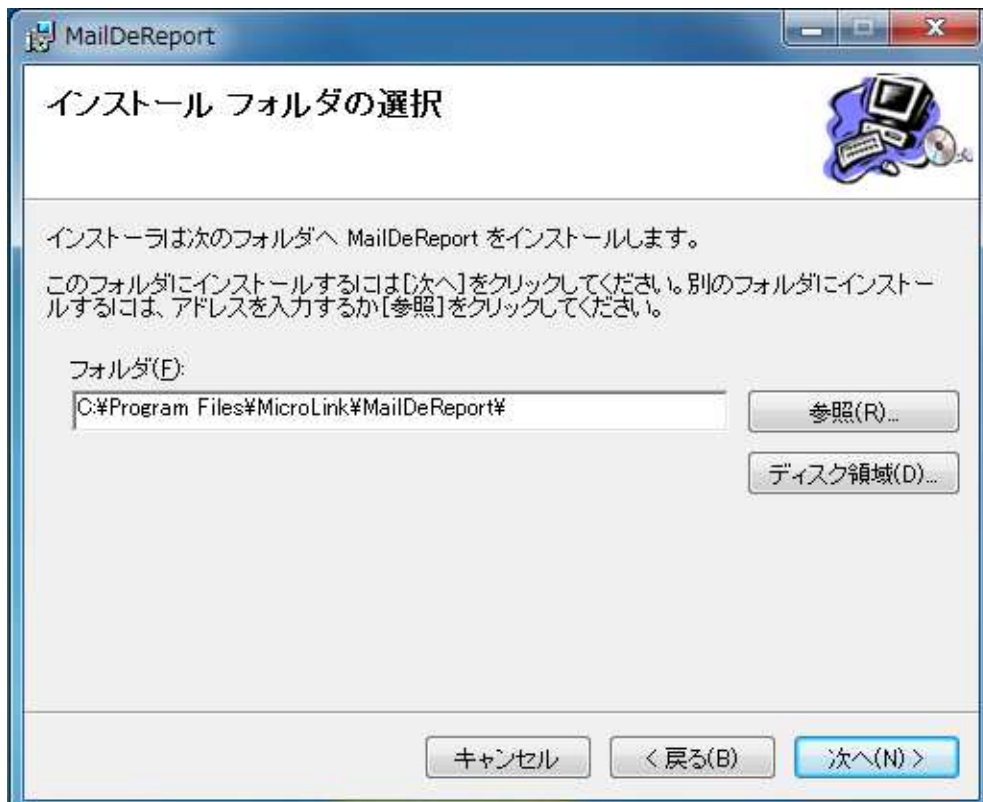 MailDeReport
インストール フォルダの選択
インストーラは次のフォルダへ MailDeReport をインストールします。
このフォルダにインストールするには[次へ]をクリックしてください。別のフォルダにインストー
ルするには、アドレスを入力するか[参照]をクリックしてください。
フォルダ(F):
C:¥Program Files¥MicroLink¥MailDeReport¥
参照(R)...
ディスク領域(D)...
キャンセル
< 戻る(B)
次へ(N) >